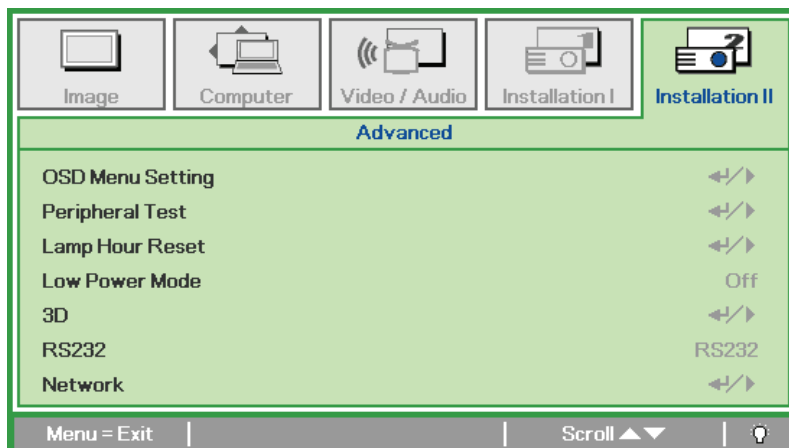 Image Computer Video / Audio Installation I Installation II
Advanced
OSD Menu Setting
Peripheral Test
Lamp Hour Reset
Low Power Mode Off
3D
RS232 RS232
Network
Menu = Exit Scroll